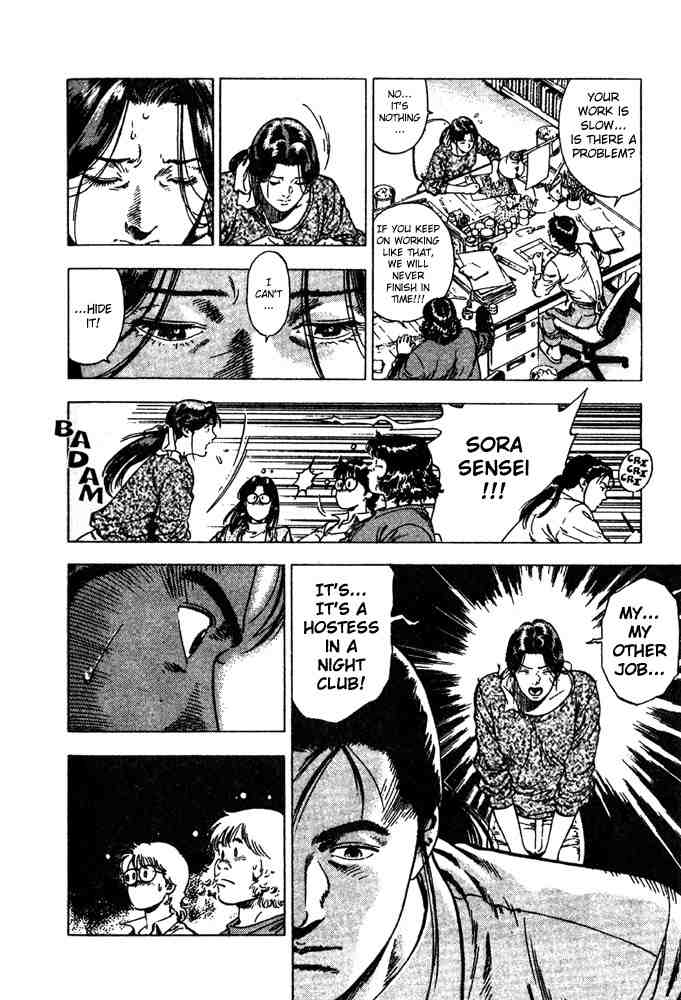 YOUR
WORK IS
SLOW...
IS THERE A
PROBLEM?
NO...
IT'S
NOTHING
...
IF YOU KEEP
ON WORKING
LIKE THAT,
WE WILL
NEVER
FINISH IN
TIME!!!
I
CAN'T
...
...HIDE
IT!
CRI
CRI
CRI
SORA
SENSEI
!!!
BADAM
MY...
MY
OTHER
JOB...
IT'S...
IT'S A
HOSTESS
IN A
NIGHT
CLUB!